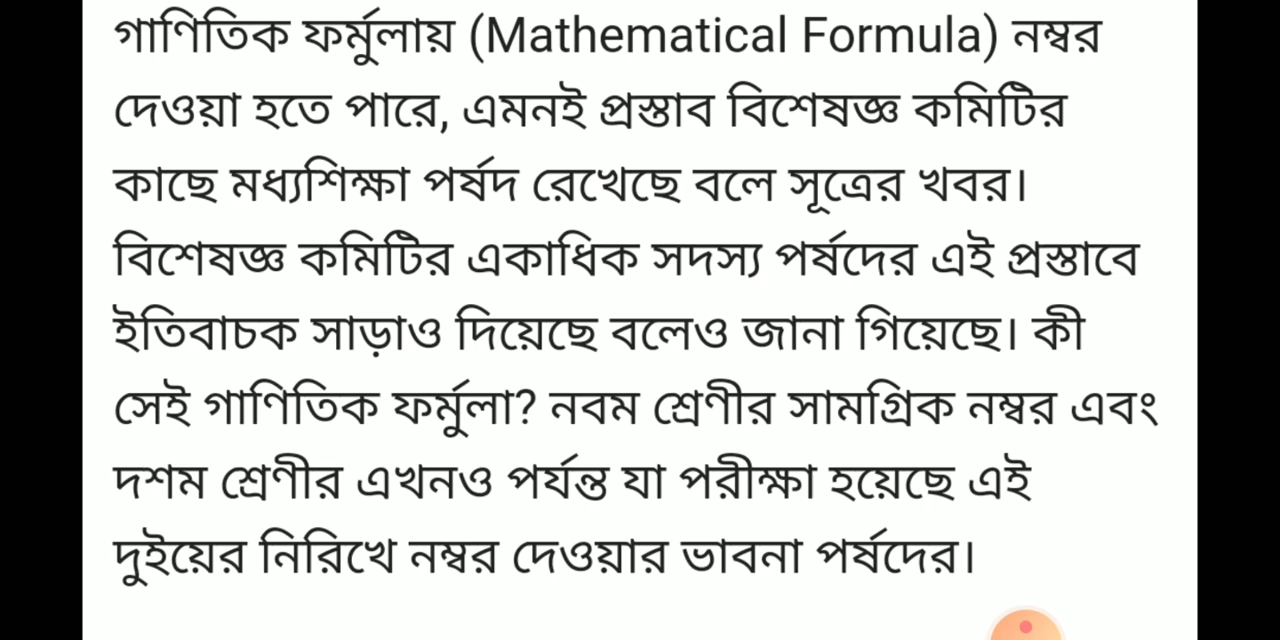 গাণিতিক ফর্মুলায় (Mathematical Formula) নম্বর
দেওয়া হতে পারে, এমনই প্রস্তাব বিশেষজ্ঞ কমিটির
কাছে মধ্যশিক্ষা পর্ষদ রেখেছে বলে সূত্রের খবর।
বিশেষজ্ঞ কমিটির একাধিক সদস্য পর্ষদের এই প্রস্তাবে
ইতিবাচক সাড়াও দিয়েছে বলেও জানা গিয়েছে। কী
সেই গাণিতিক ফর্মুলা? নবম শ্রেণীর সামগ্রিক নম্বর এবং
দশম শ্রেণীর এখনও পর্যন্ত যা পরীক্ষা হয়েছে এই
দুইয়ের নিরিখে নম্বর দেওয়ার ভাবনা পর্ষদের।